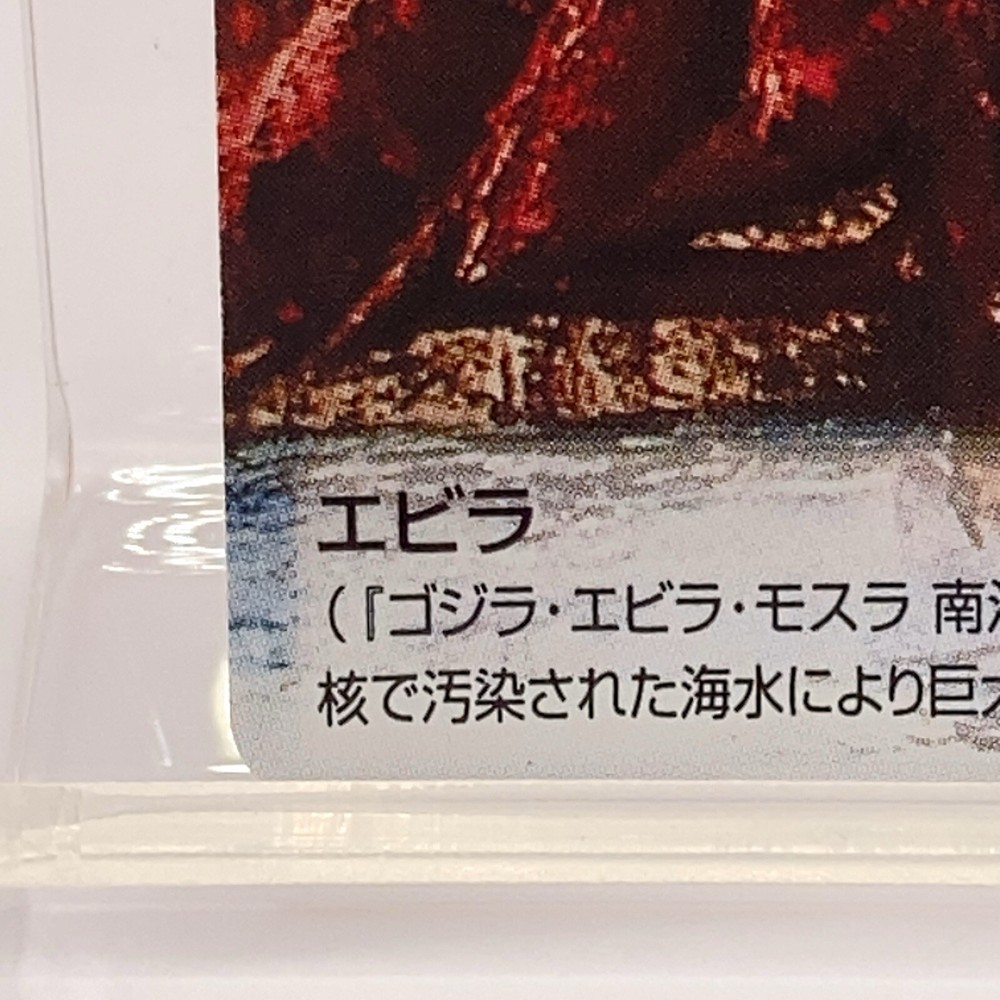 エビラ
(『ゴジラ・エビラ・モスラ 南
核で汚染された海水により巨